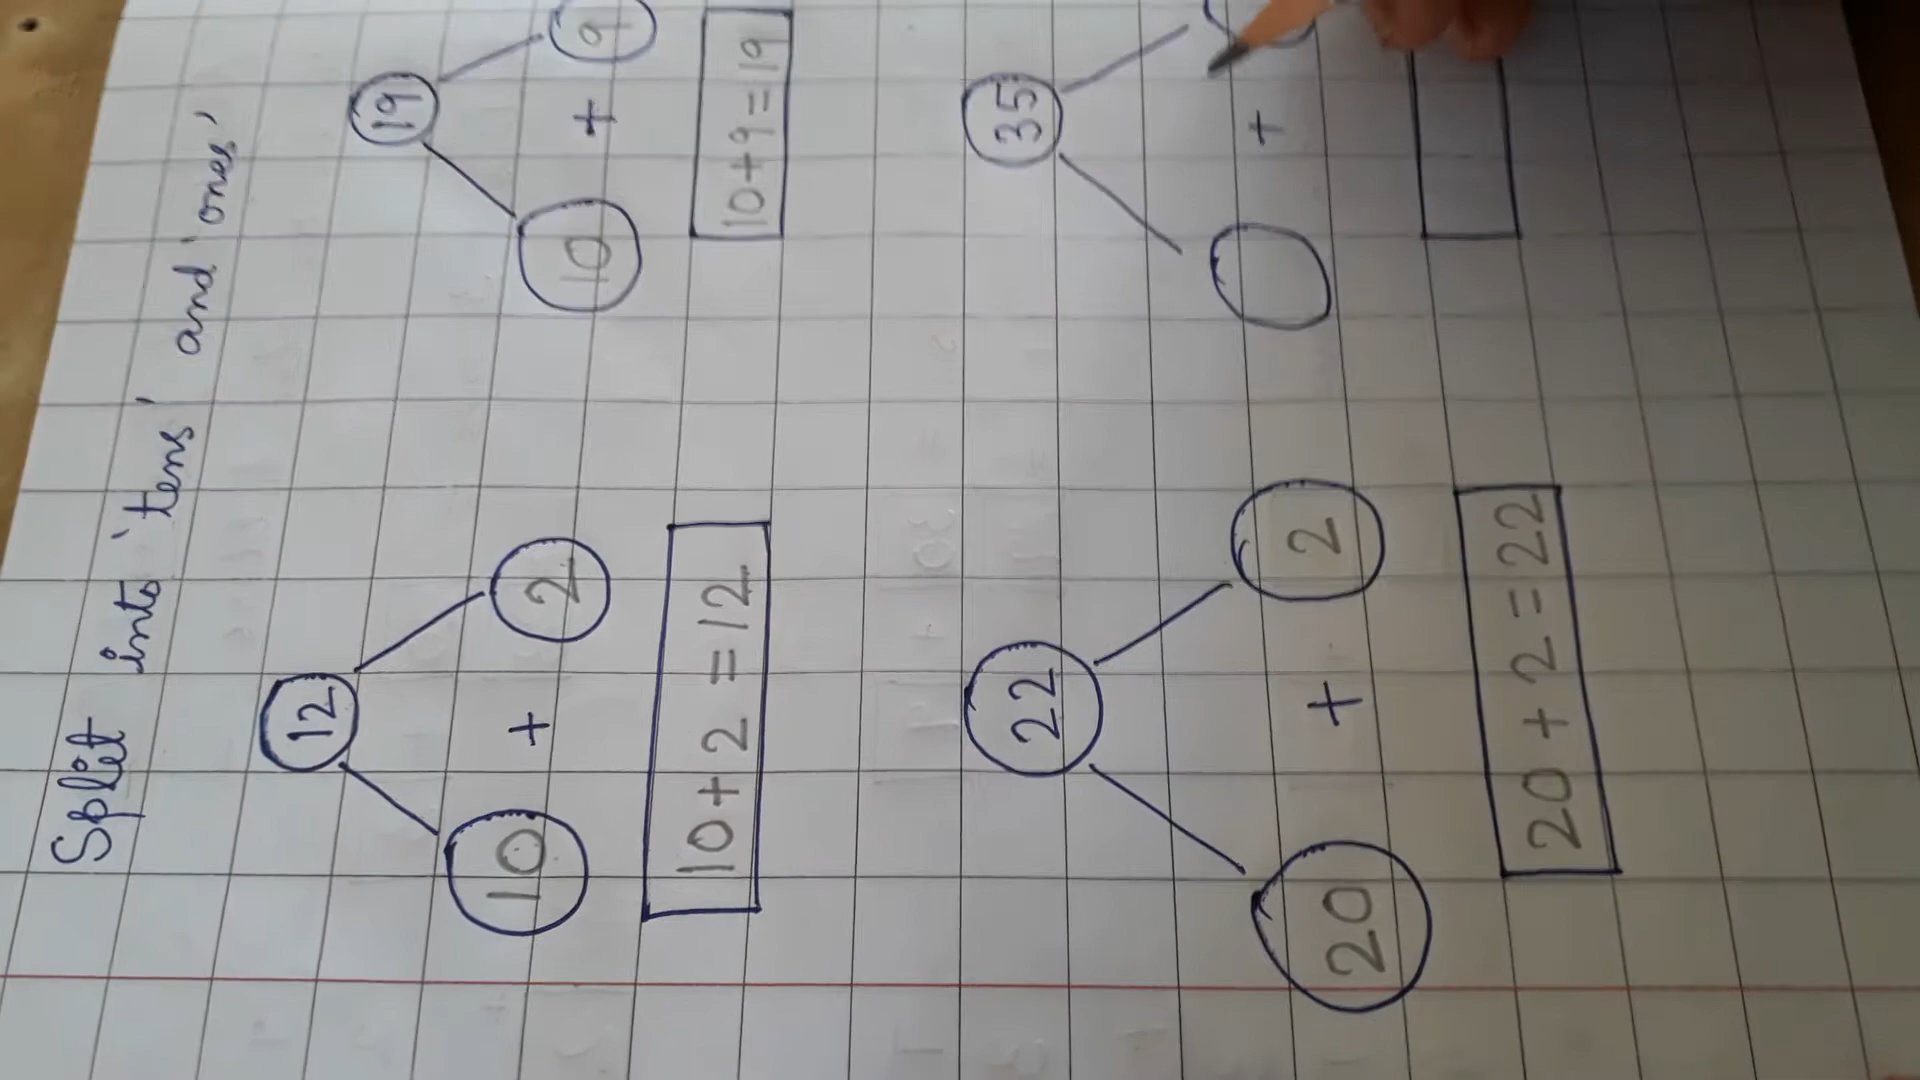 Split into 'tens' and 'ones'
12 19
10 + 2 10 + 9
10 + 2 = 12 10 + 9 = 19
22 35
20 + 2 +
20 + 2 = 22